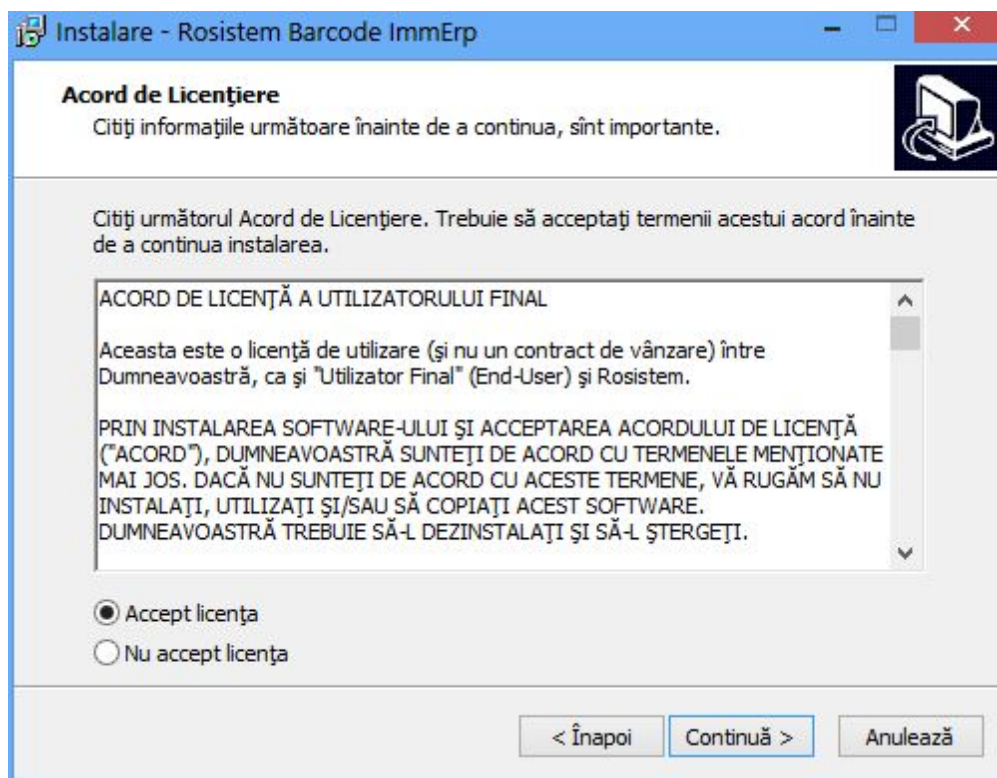 Instalare - Rosistem Barcode ImmErp
Acord de Licenţiere
Citiţi informaţiile următoare înainte de a continua, sînt importante.
Citiţi următorul Acord de Licenţiere. Trebuie să acceptaţi termenii acestui acord înainte
de a continua instalarea.
ACORD DE LICENŢĂ A UTILIZATORULUI FINAL
Aceasta este o licenţă de utilizare (şi nu un contract de vânzare) între
Dumneavoastră, ca şi "Utilizator Final" (End-User) şi Rosistem.
PRIN INSTALAREA SOFTWARE-ULUI ŞI ACCEPTAREA ACORDULUI DE LICENŢĂ
("ACORD"), DUMNEAVOASTRĂ SUNTEŢI DE ACORD CU TERMENELE MENŢIONATE
MAI JOS. DACĂ NU SUNTEŢI DE ACORD CU ACESTE TERMENE, VĂ RUGĂM SĂ NU
INSTALAŢI, UTILIZAŢI ŞI/SAU SĂ COPIAŢI ACEST SOFTWARE.
DUMNEAVOASTRĂ TREBUIE SĂ-L DEZINSTALAŢI ŞI SĂ-L ŞTERGEŢI.
Accept licenţa
Nu accept licenţa
< Înapoi
Continuă >
Anulează